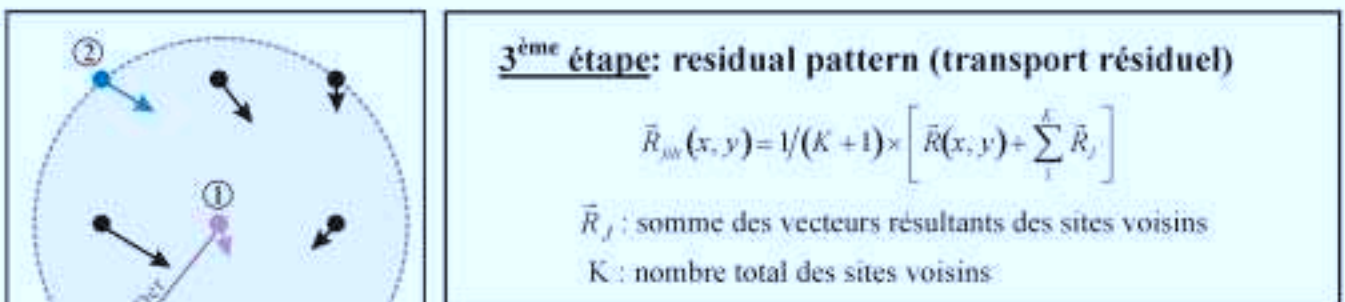 ②
①
Dcr
3ème étape: residual pattern (transport résiduel)
R⃗(x, y) = 1/(K + 1) × [ R⃗(x, y) + ∑ R⃗j ]
R⃗j : somme des vecteurs résultants des sites voisins
K : nombre total des sites voisins